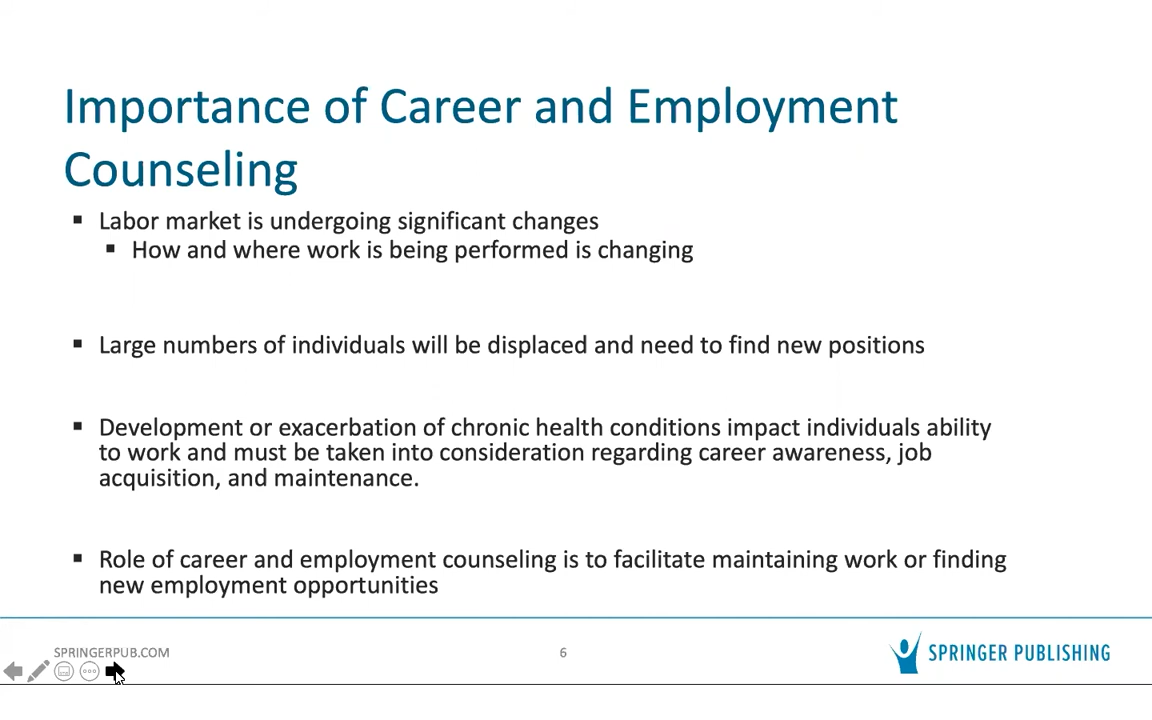 Importance of Career and Employment
Counseling
▪ Labor market is undergoing significant changes
▪ How and where work is being performed is changing
▪ Large numbers of individuals will be displaced and need to find new positions
▪ Development or exacerbation of chronic health conditions impact individuals ability
to work and must be taken into consideration regarding career awareness, job
acquisition, and maintenance.
▪ Role of career and employment counseling is to facilitate maintaining work or finding
new employment opportunities
SPRINGERPUB.COM
6
SPRINGER PUBLISHING